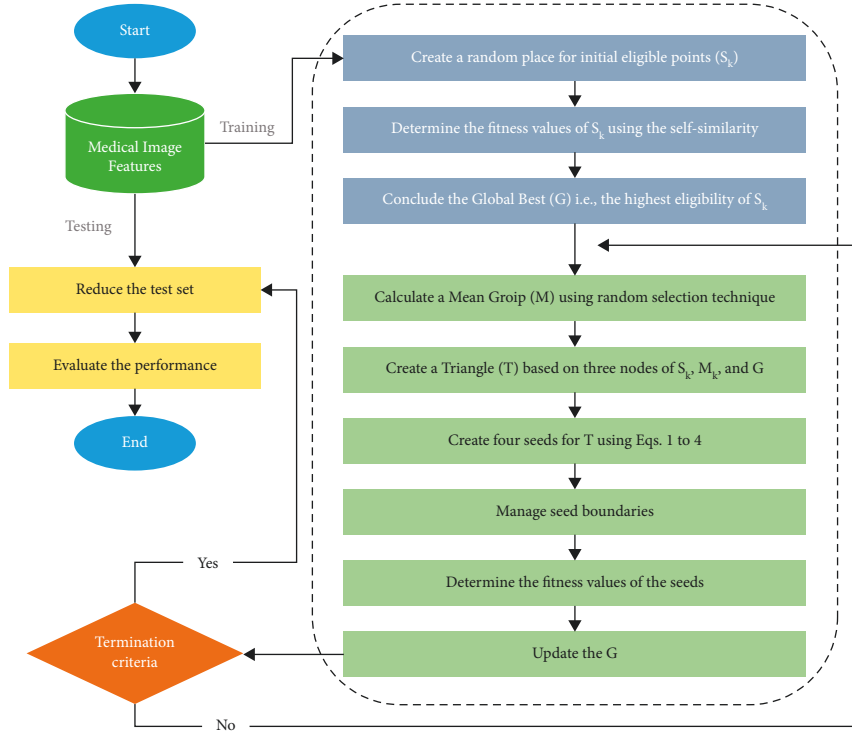 Start
Medical Image
Features
Training
Testing
Reduce the test set
Evaluate the performance
End
Create a random place for initial eligible points (Sk)
Determine the fitness values of Sk using the self-similarity
Conclude the Global Best (G) i.e., the highest eligibility of Sk
Calculate a Mean Groip (M) using random selection technique
Create a Triangle (T) based on three nodes of Sk, Mk, and G
Create four seeds for T using Eqs. 1 to 4
Manage seed boundaries
Determine the fitness values of the seeds
Update the G
Termination
criteria
Yes
No